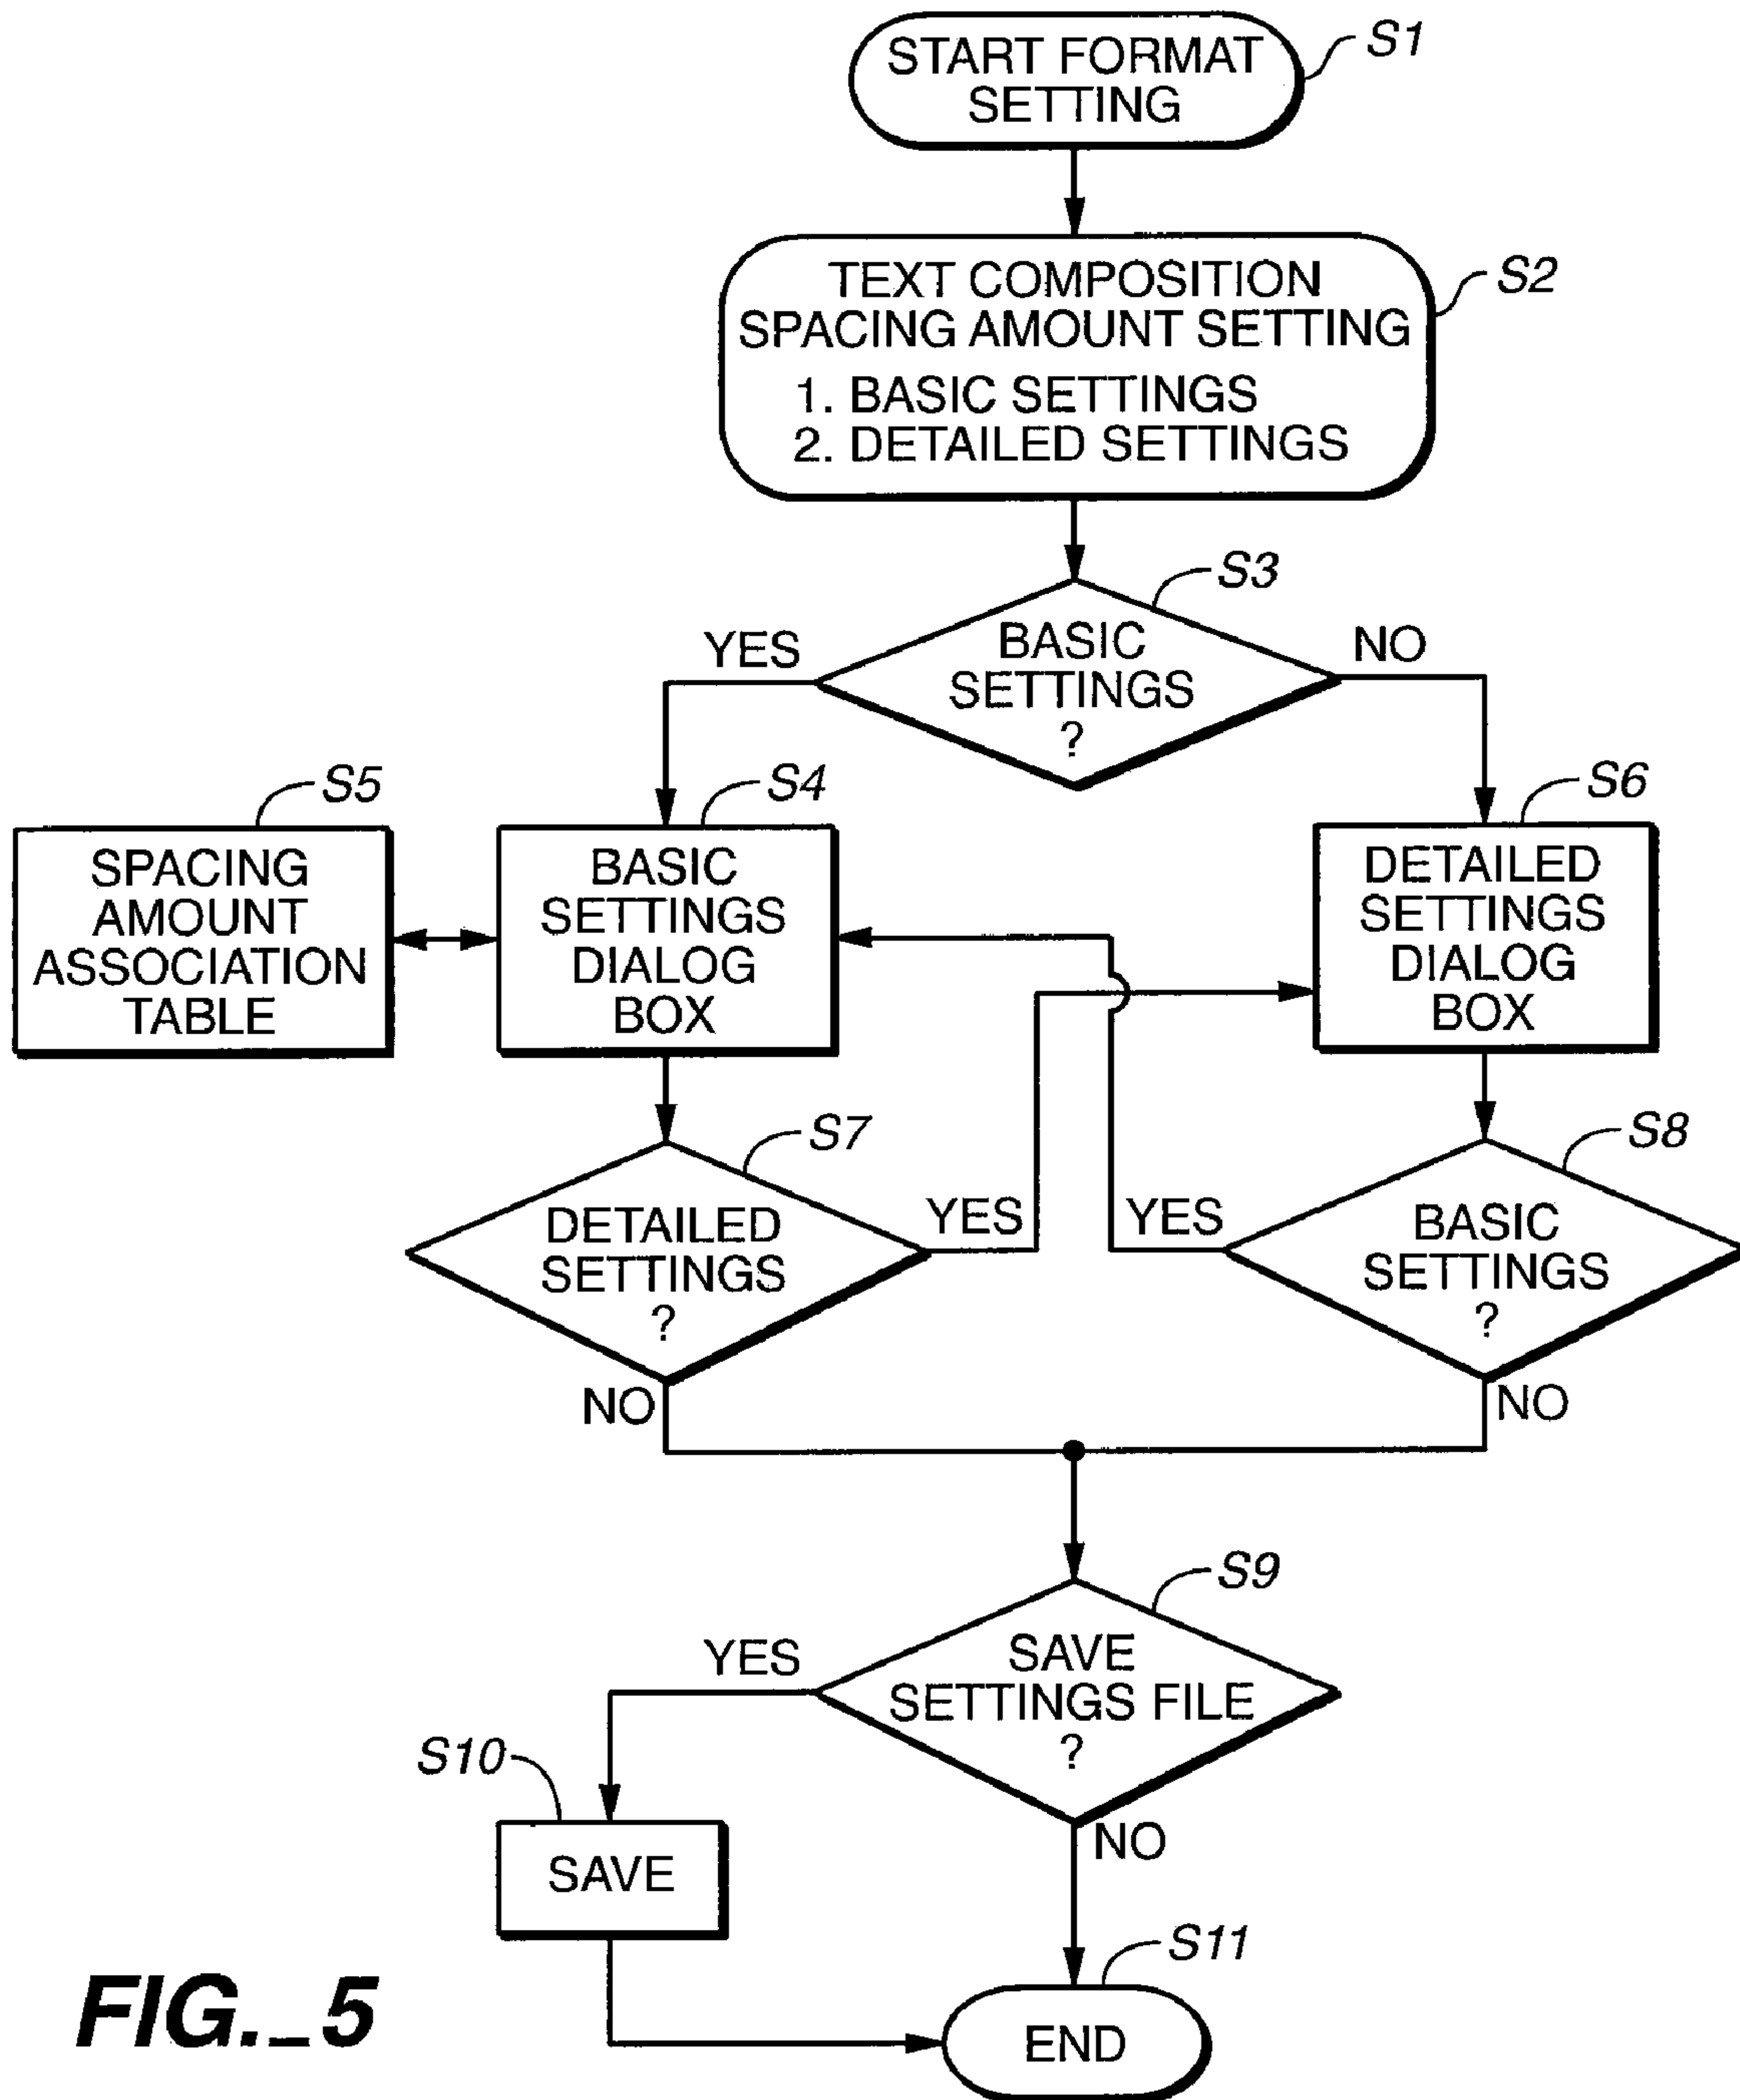 START FORMAT
SETTING
S1
TEXT COMPOSITION
SPACING AMOUNT SETTING
1. BASIC SETTINGS
2. DETAILED SETTINGS
S2
S3
YES
BASIC
SETTINGS
?
NO
S5
SPACING
AMOUNT
ASSOCIATION
TABLE
S4
BASIC
SETTINGS
DIALOG
BOX
S6
DETAILED
SETTINGS
DIALOG
BOX
S7
DETAILED
SETTINGS
?
YES
NO
S8
YES
BASIC
SETTINGS
?
NO
S9
YES
SAVE
SETTINGS FILE
?
NO
S10
SAVE
S11
END
FIG._5